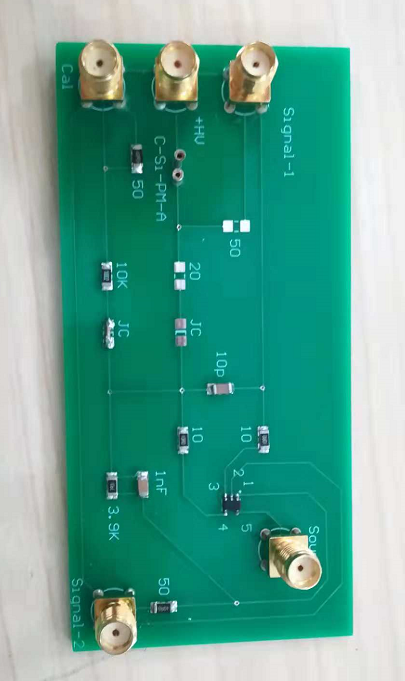 Cal
+HV
Signal-1
C-Si-PM-A
50
50
10K
20
JC
JC
10p
10
10
1nF
3.9K
1
2
3
4
5
Sou
50
Signal-2